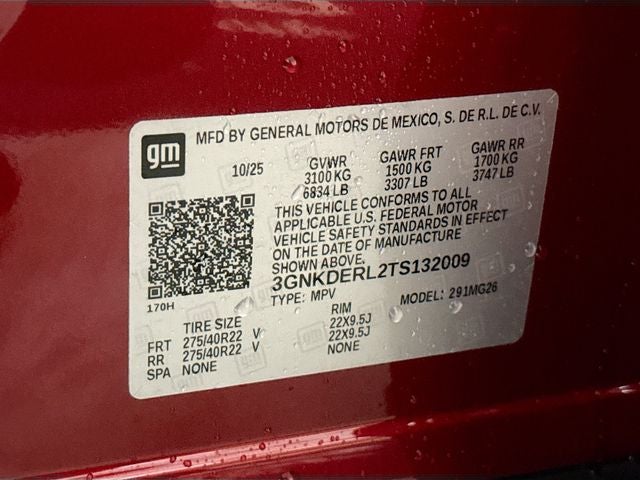 gm
MFD BY GENERAL MOTORS DE MEXICO, S. DE R.L. DE C.V.
10/25 GVWR GAWR FRT GAWR RR
3100 KG 1500 KG 1700 KG
6834 LB 3307 LB 3747 LB
THIS VEHICLE CONFORMS TO ALL
APPLICABLE U.S. FEDERAL MOTOR
VEHICLE SAFETY STANDARDS IN EFFECT
ON THE DATE OF MANUFACTURE
SHOWN ABOVE.
3GNKDERL2TS132009
TYPE: MPV MODEL: 291MG26
170H
TIRE SIZE RIM
FRT 275/40R22 V 22X9.5J
RR 275/40R22 V 22X9.5J
SPA NONE NONE